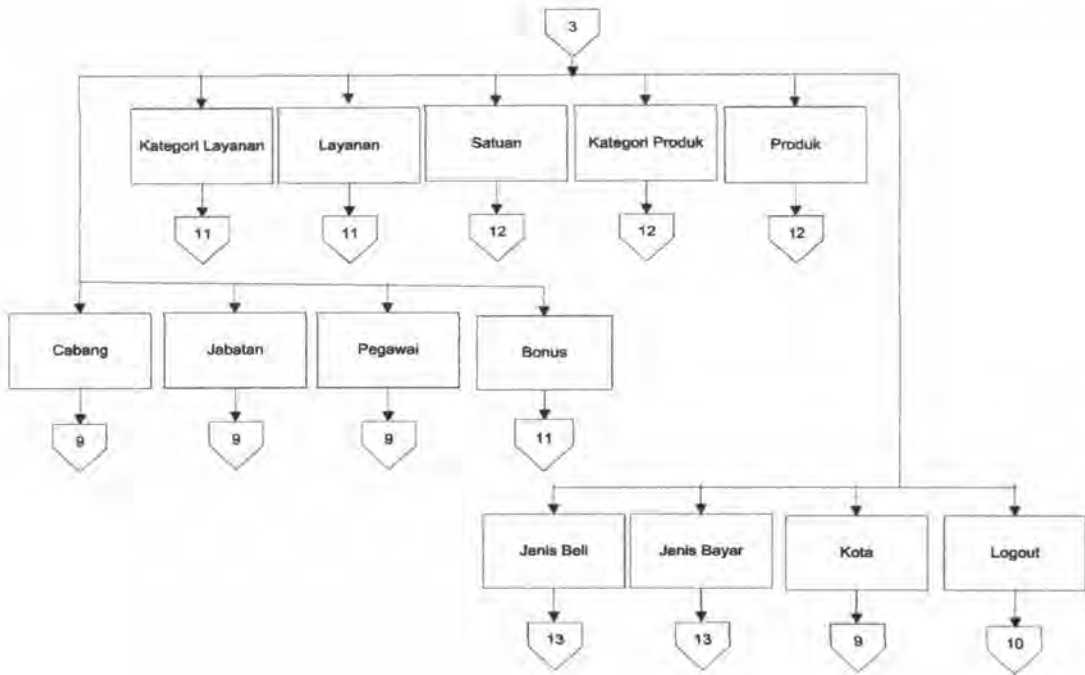 3
Kategori Layanan
Layanan
Satuan
Kategori Produk
Produk
11
11
12
12
12
Cabang
Jabatan
Pegawai
Bonus
9
9
9
11
Jenis Beli
Jenis Bayar
Kota
Logout
13
13
9
10